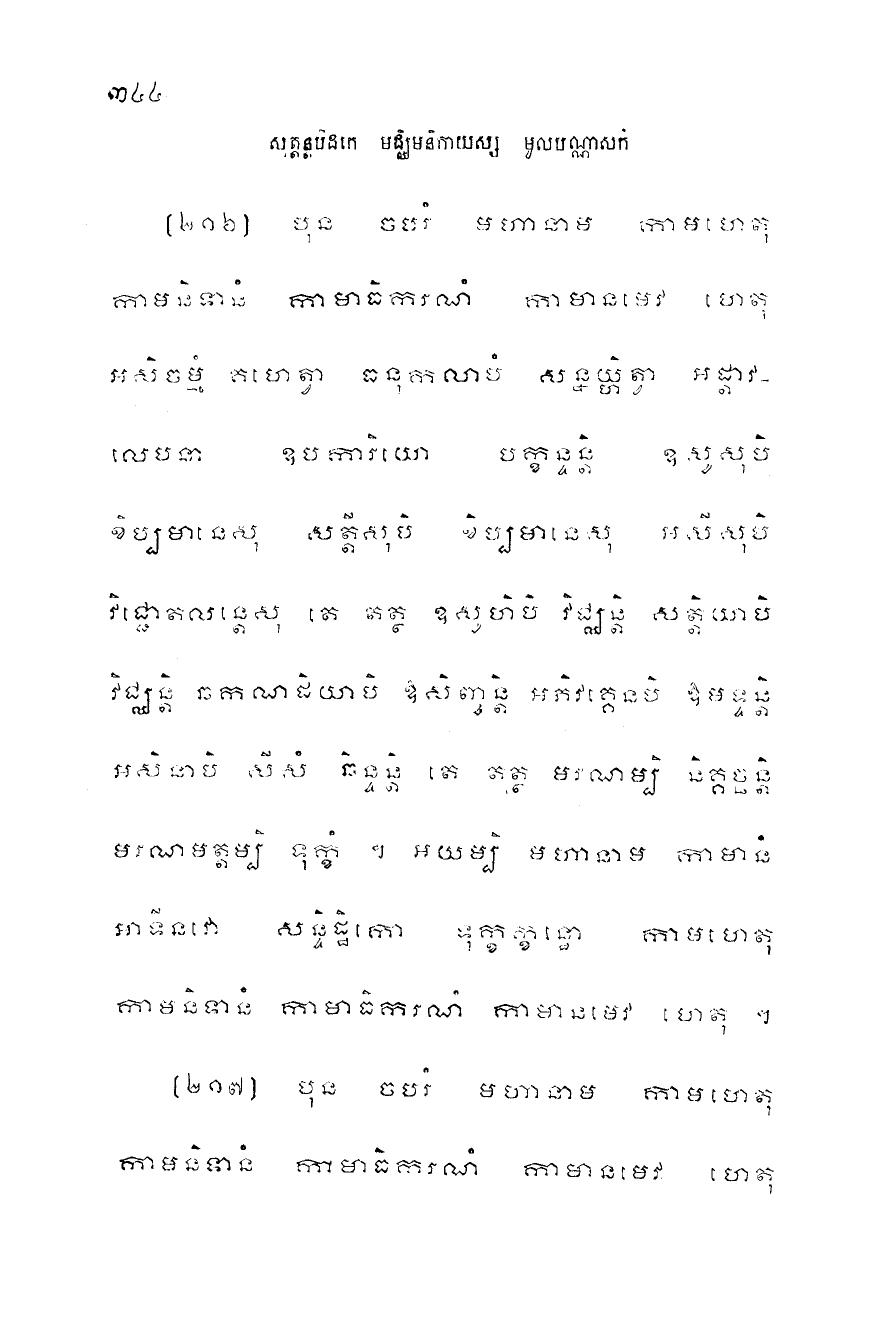 ៣៤៤
សុត្តន្តបិដកេ មជ្ឈិមនិកាយស្ស មូលបណ្ណាសកំ
[២១៦] បុន ចបរំ មហានាម កាមហេតុ
កាមនិទានំ កាមាធិករណំ កាមានមេវ ហេតុ
អសិចម្មំ គហេត្វា ធនុកលាបំ សន្នយ្ហិត្វា អដ្ដាវ-
លេបនា ឧបការិយោ បក្ខន្ទន្តិ ឧសូសុបិ
ខិប្បមានេសុ សត្តីសុបិ ខិប្បមានេសុ អសីសុបិ
វិជ្ជោតលន្តេសុ តេ តត្ថ ឧសូហិបិ វិជ្ឈន្តិ សត្តិយាបិ
វិជ្ឈន្តិ ឆកណដិយាបិ ឱសិញ្ចន្តិ អភិវគ្គេនបិ ឱមទ្ទន្តិ
អសិនាបិ សីសំ ឆិន្ទន្តិ តេ តត្ថ មរណម្បិ និគច្ឆន្តិ
មរណមត្តម្បិ ទុក្ខំ ។ អយម្បិ មហានាម កាមានំ
អាទីនវោ សន្ទិដ្ឋិកោ ទុក្ខក្ខន្ធោ កាមហេតុ
កាមនិទានំ កាមាធិករណំ កាមានមេវ ហេតុ ។
[២១៧] បុន ចបរំ មហានាម កាមហេតុ
កាមនិទានំ កាមាធិករណំ កាមានមេវ ហេតុ